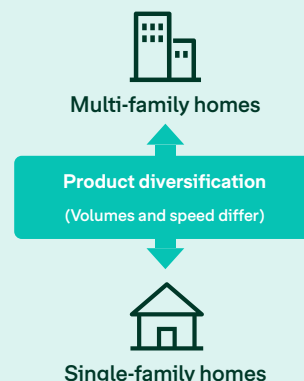 Multi-family homes
Product diversification
(Volumes and speed differ)
Single-family homes